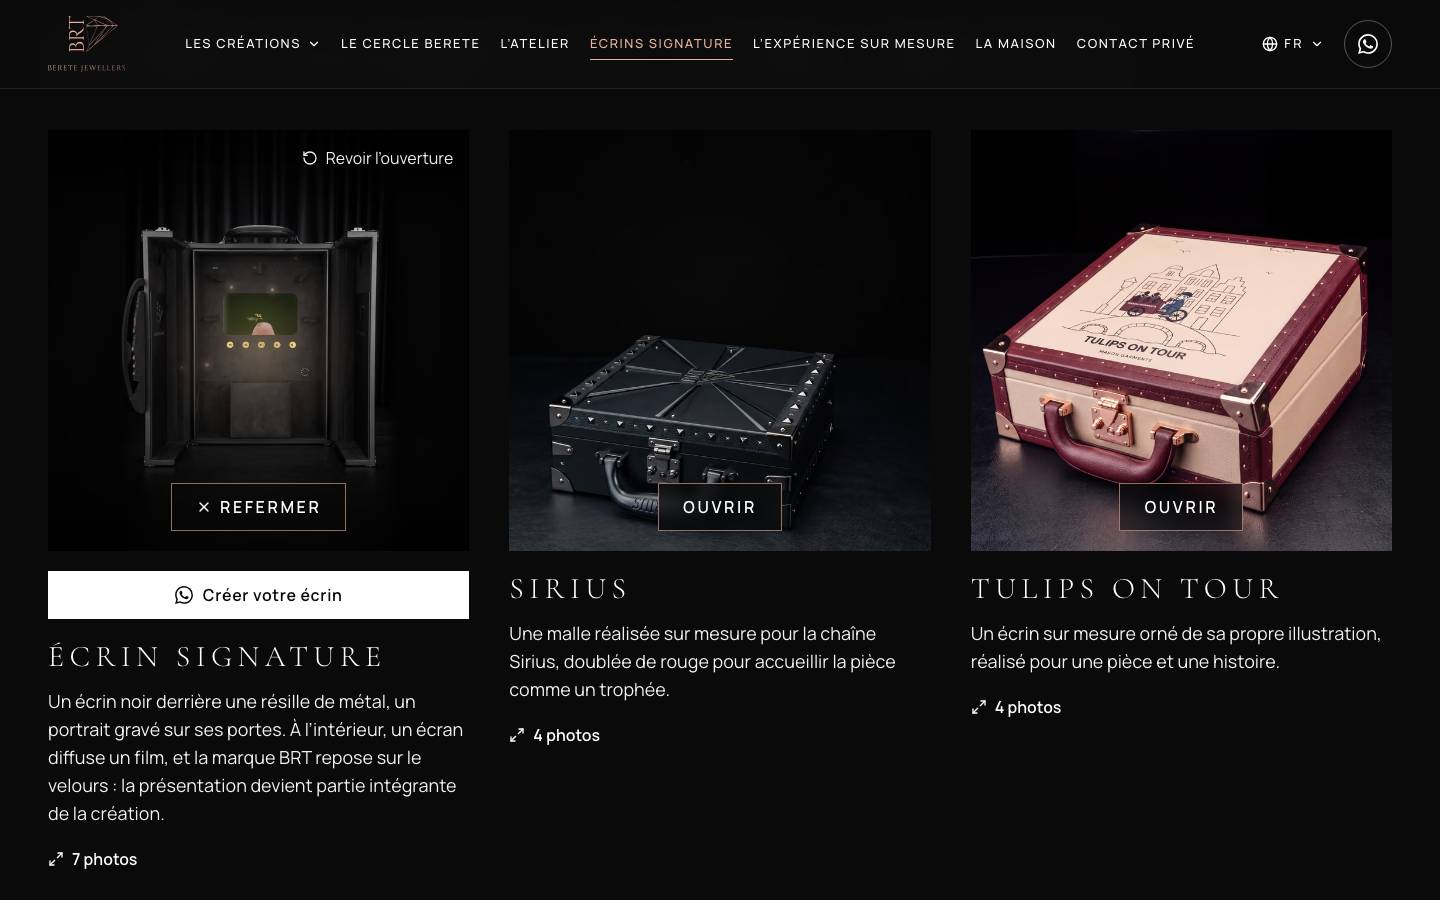 BRT
BERETE JEWELLERS
LES CRÉATIONS
LE CERCLE BERETE
L'ATELIER
ÉCRINS SIGNATURE
L'EXPÉRIENCE SUR MESURE
LA MAISON
CONTACT PRIVÉ
FR
Revoir l'ouverture
REFERMER
OUVRIR
TULIPS ON TOUR
MAISON GARMENTS
OUVRIR
Créer votre écrin
ÉCRIN SIGNATURE
Un écrin noir derrière une résille de métal, un
portrait gravé sur ses portes. À l'intérieur, un écran
diffuse un film, et la marque BRT repose sur le
velours : la présentation devient partie intégrante
de la création.
7 photos
SIRIUS
Une malle réalisée sur mesure pour la chaîne
Sirius, doublée de rouge pour accueillir la pièce
comme un trophée.
4 photos
TULIPS ON TOUR
Un écrin sur mesure orné de sa propre illustration,
réalisé pour une pièce et une histoire.
4 photos